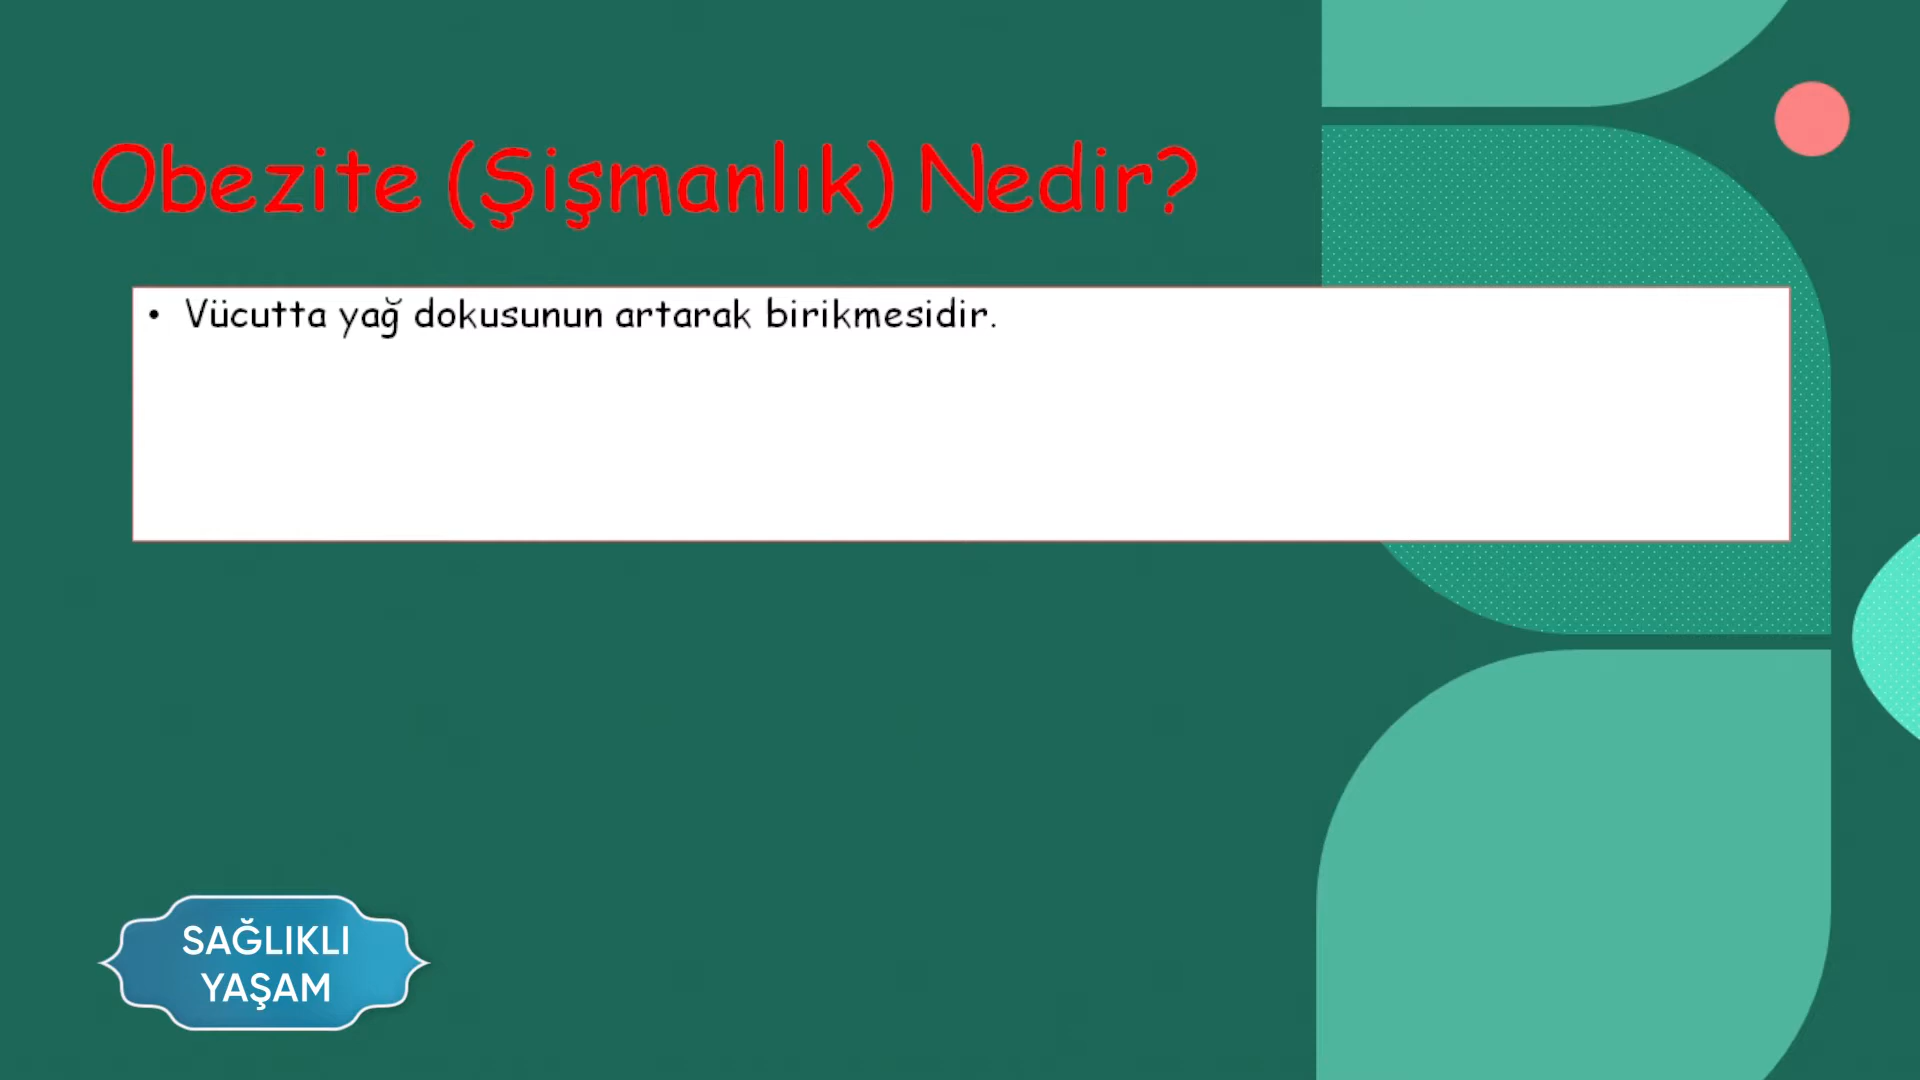 Obezite (Şişmanlık) Nedir?
• Vücutta yağ dokusunun artarak birikmesidir.
SAĞLIKLI
YAŞAM